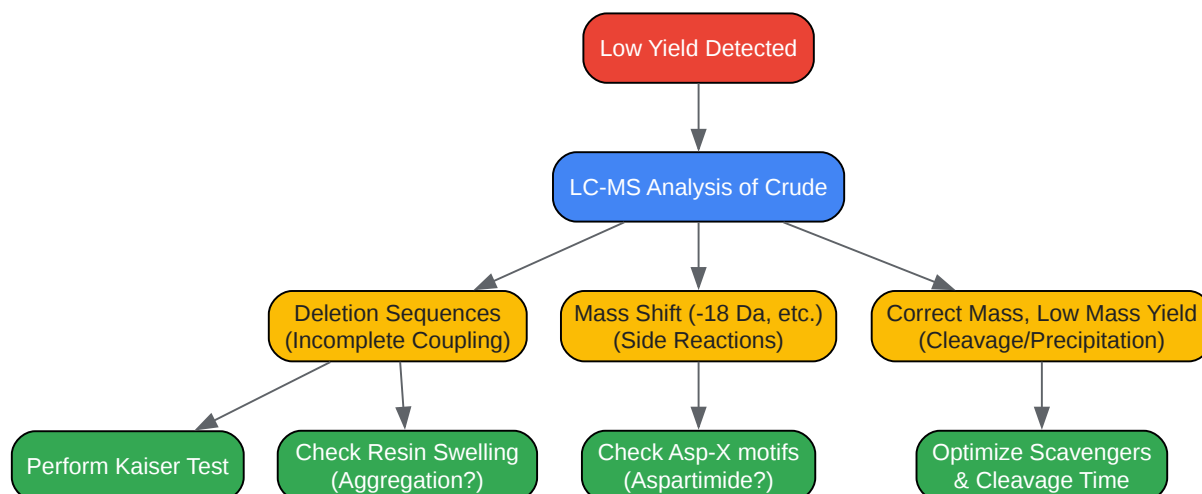 Low Yield Detected
LC-MS Analysis of Crude
Deletion Sequences
(Incomplete Coupling)
Mass Shift (-18 Da, etc.)
(Side Reactions)
Correct Mass, Low Mass Yield
(Cleavage/Precipitation)
Perform Kaiser Test
Check Resin Swelling
(Aggregation?)
Check Asp-X motifs
(Aspartimide?)
Optimize Scavengers
& Cleavage Time